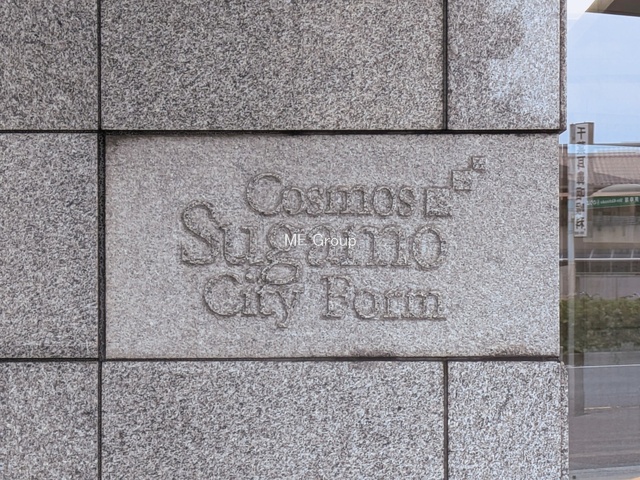 Cosmos
Sugamo
ME Group
City Form